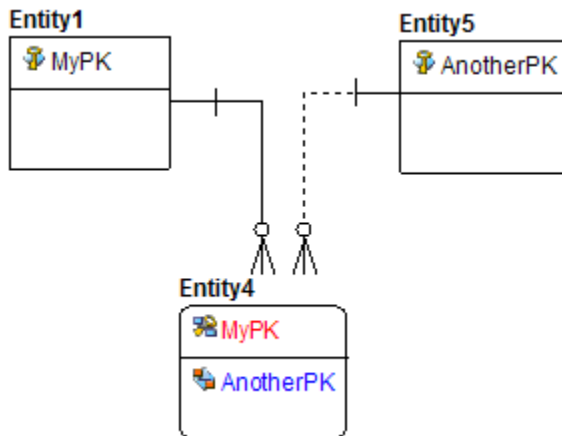 Entity1
MyPK
Entity5
AnotherPK
Entity4
MyPK
AnotherPK